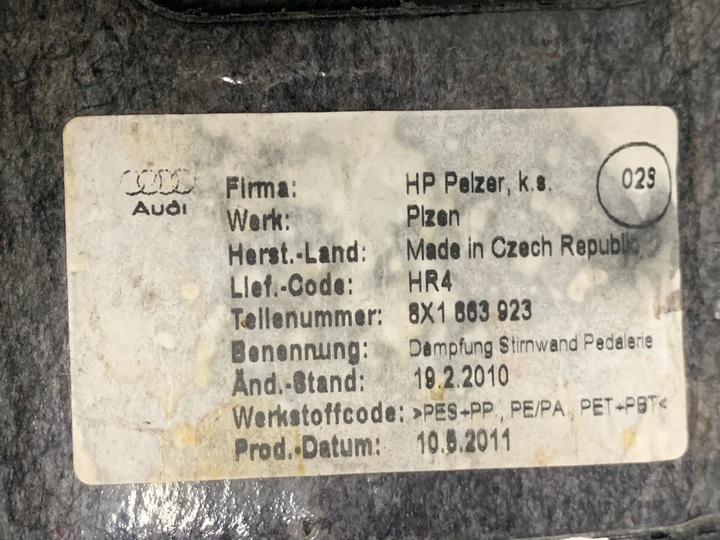 Audi
Firma: HP Pelzer, k.s.
023
Werk: Plzen
Herst.-Land: Made in Czech Republic
Lief.-Code: HR4
Teilenummer: 8X1 863 923
Benennung: Dämpfung Stirnwand Pedalerie
Änd.-Stand: 19.2.2010
Werkstoffcode: >PES+PP, PE/PA, PET+PBT<
Prod.-Datum: 10.5.2011